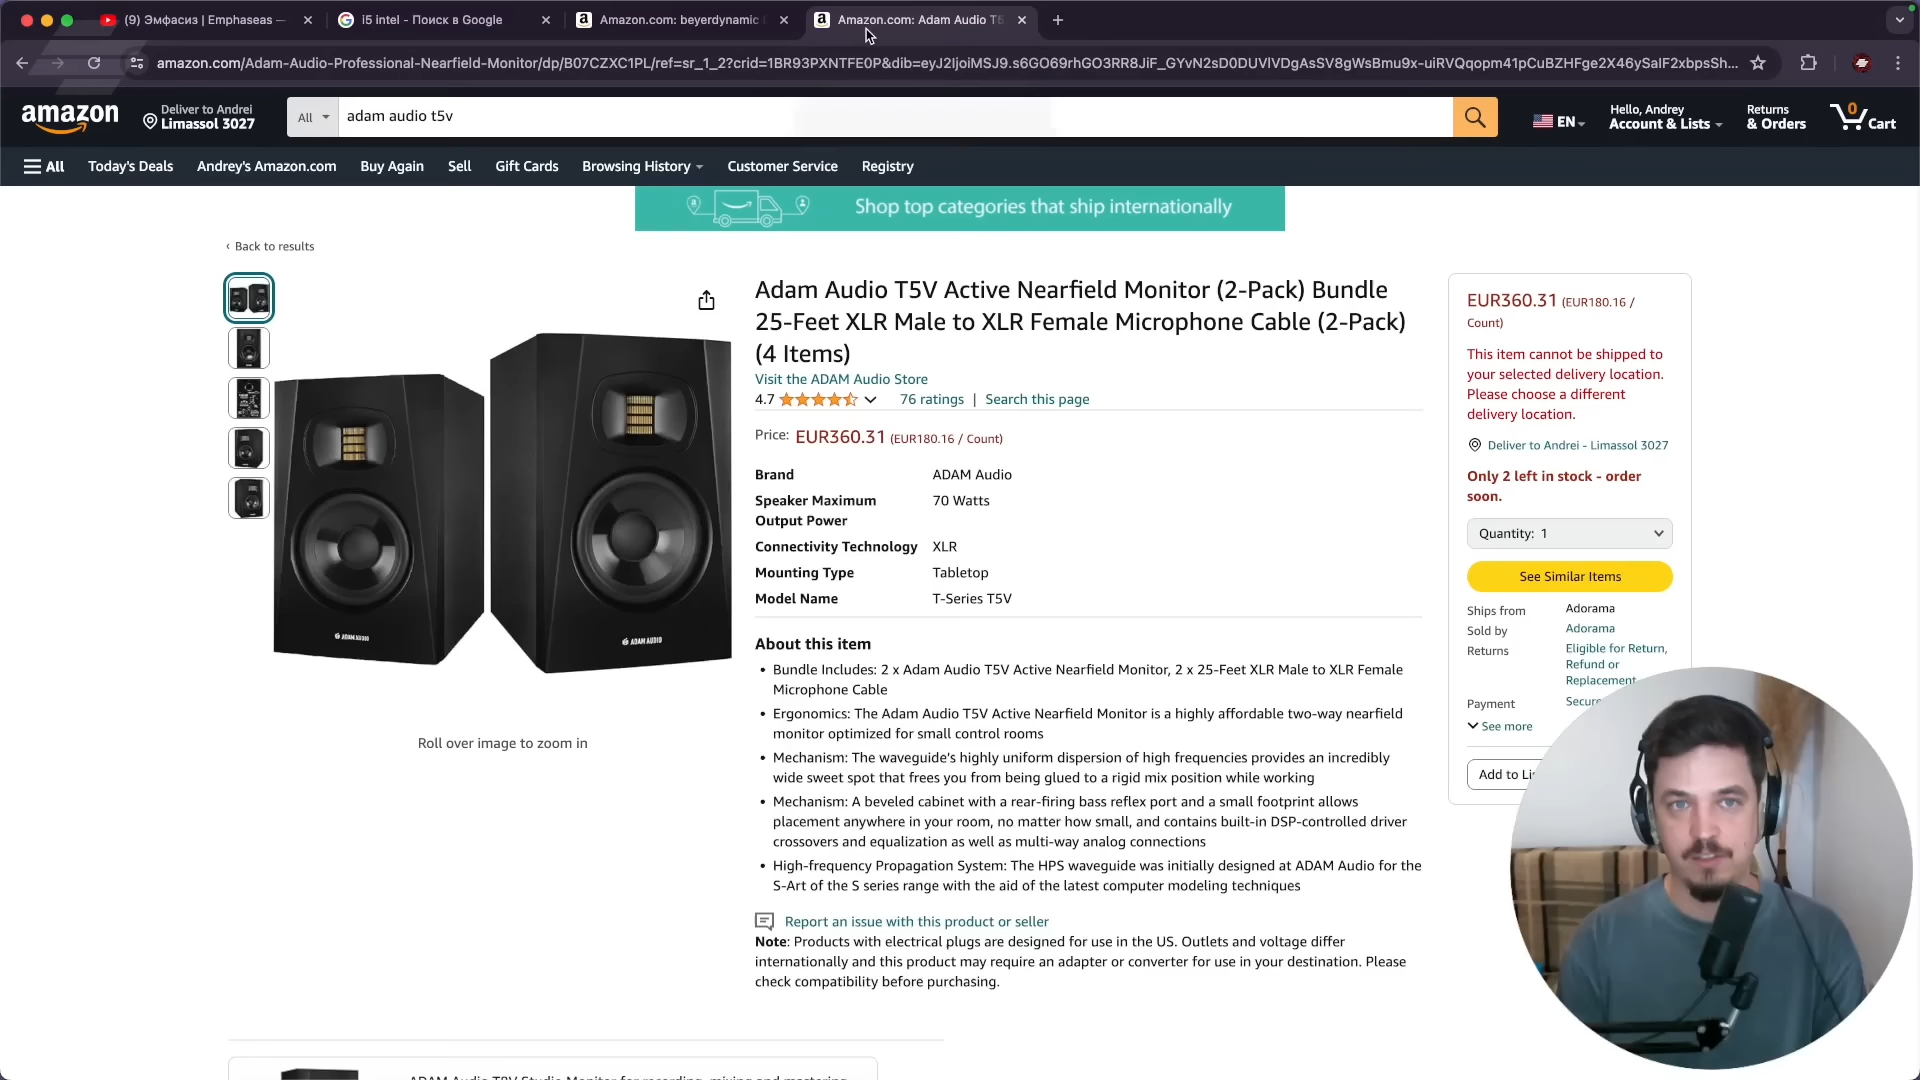 (9) Эмфасиз | Emphaseas —
i5 intel - Поиск в Google
Amazon.com: beyerdynamic
Amazon.com: Adam Audio T5
amazon.com/Adam-Audio-Professional-Nearfield-Monitor/dp/B07CZXC1PL/ref=sr_1_2?crid=1BR93PXNTFE0P&dib=eyJ2IjoiMSJ9.s6GO69rhGO3RR8JiF_GYvN2sD0DUVlVDgAsSV8gWsBmu9x-uiRVQqopm41pCuBZHFge2X46ySaIF2xbpsSh...
amazon
Deliver to Andrei
Limassol 3027
All
adam audio t5v
EN
Hello, Andrey
Account & Lists
Returns
& Orders
0
Cart
All
Today's Deals
Andrey's Amazon.com
Buy Again
Sell
Gift Cards
Browsing History
Customer Service
Registry
Shop top categories that ship internationally
‹ Back to results
Adam Audio T5V Active Nearfield Monitor (2-Pack) Bundle
25-Feet XLR Male to XLR Female Microphone Cable (2-Pack)
(4 Items)
Visit the ADAM Audio Store
4.7
76 ratings | Search this page
Price: EUR360.31 (EUR180.16 / Count)
Brand ADAM Audio
Speaker Maximum 70 Watts
Output Power
Connectivity Technology XLR
Mounting Type Tabletop
Model Name T-Series T5V
About this item
• Bundle Includes: 2 x Adam Audio T5V Active Nearfield Monitor, 2 x 25-Feet XLR Male to XLR Female
Microphone Cable
• Ergonomics: The Adam Audio T5V Active Nearfield Monitor is a highly affordable two-way nearfield
monitor optimized for small control rooms
• Mechanism: The waveguide's highly uniform dispersion of high frequencies provides an incredibly
wide sweet spot that frees you from being glued to a rigid mix position while working
• Mechanism: A beveled cabinet with a rear-firing bass reflex port and a small footprint allows
placement anywhere in your room, no matter how small, and contains built-in DSP-controlled driver
crossovers and equalization as well as multi-way analog connections
• High-frequency Propagation System: The HPS waveguide was initially designed at ADAM Audio for the
S-Art of the S series range with the aid of the latest computer modeling techniques
Report an issue with this product or seller
Note: Products with electrical plugs are designed for use in the US. Outlets and voltage differ
internationally and this product may require an adapter or converter for use in your destination. Please
check compatibility before purchasing.
ADAM AUDIO
ADAM AUDIO
Roll over image to zoom in
EUR360.31 (EUR180.16 /
Count)
This item cannot be shipped to
your selected delivery location.
Please choose a different
delivery location.
Deliver to Andrei - Limassol 3027
Only 2 left in stock - order
soon.
Quantity: 1
See Similar Items
Ships from Adorama
Sold by Adorama
Returns Eligible for Return,
Refund or
Replacement
Payment Secure
See more
Add to Li
ADAM Audio T8V Studio Monitor for recording, mixing and mastering